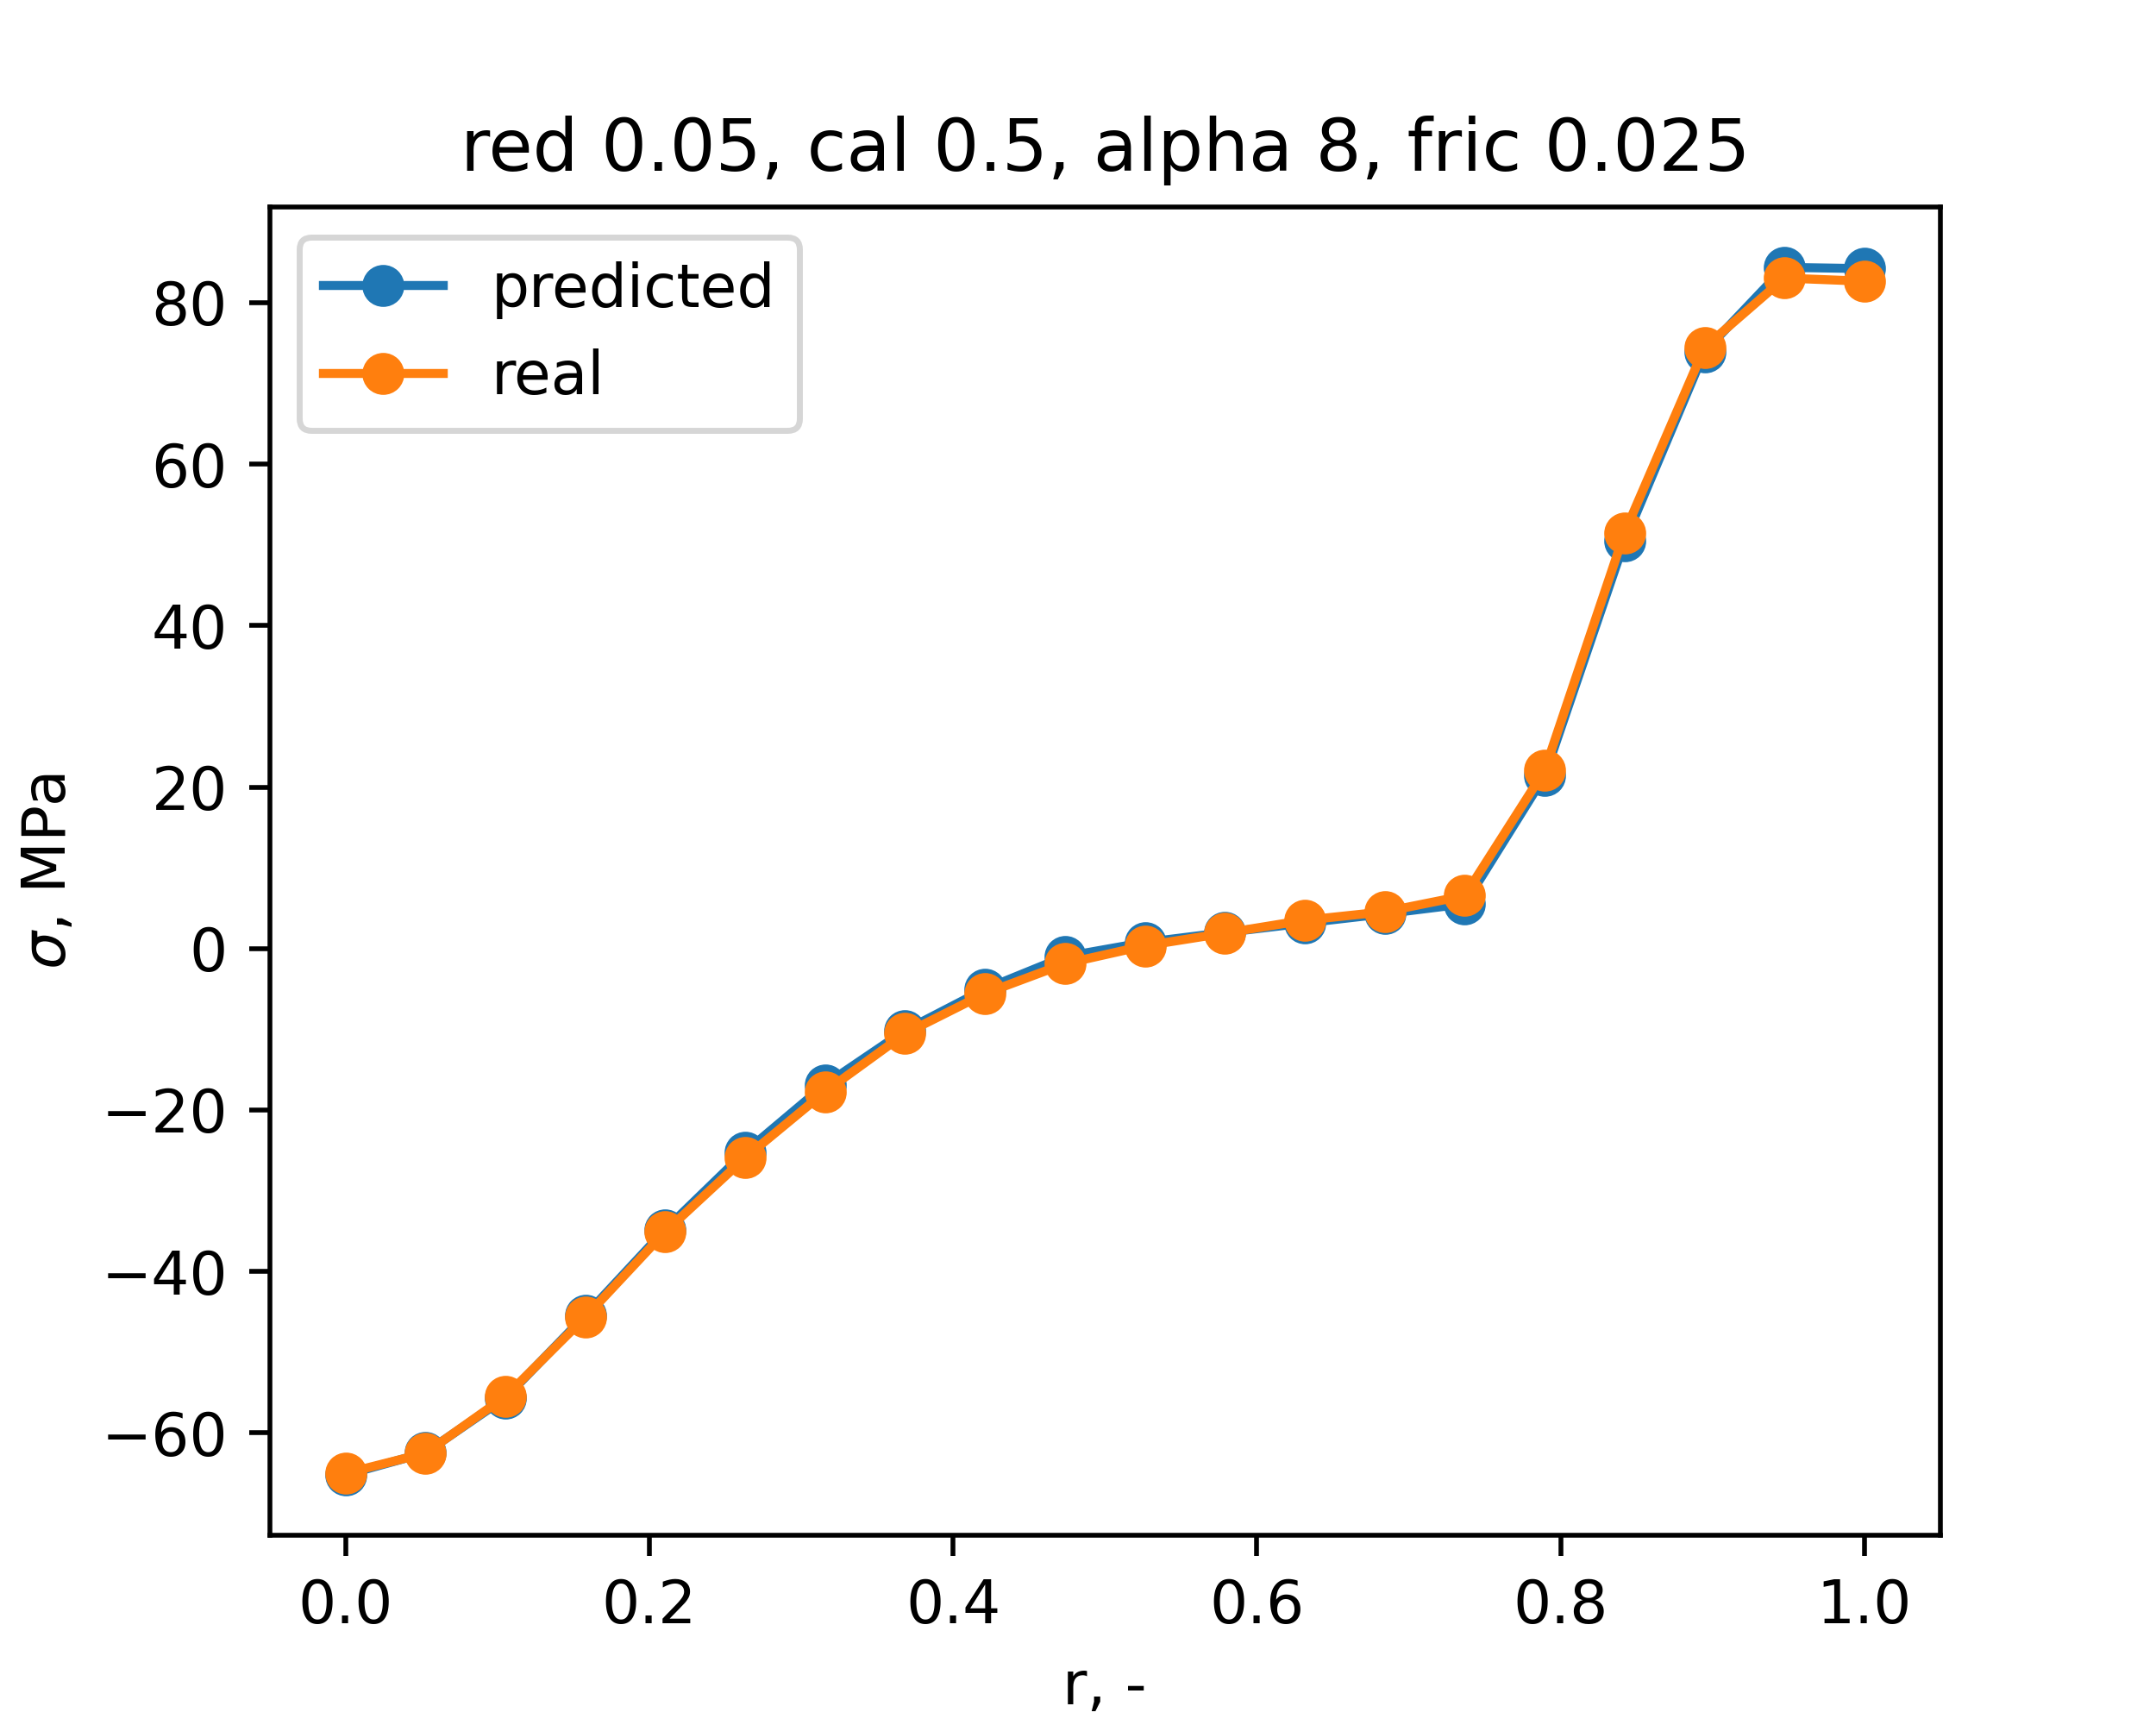 red 0.05, cal 0.5, alpha 8, fric 0.025
predicted
real
80
60
40
20
0
−20
−40
−60
σ, MPa
0.0 0.2 0.4 0.6 0.8 1.0
r, -